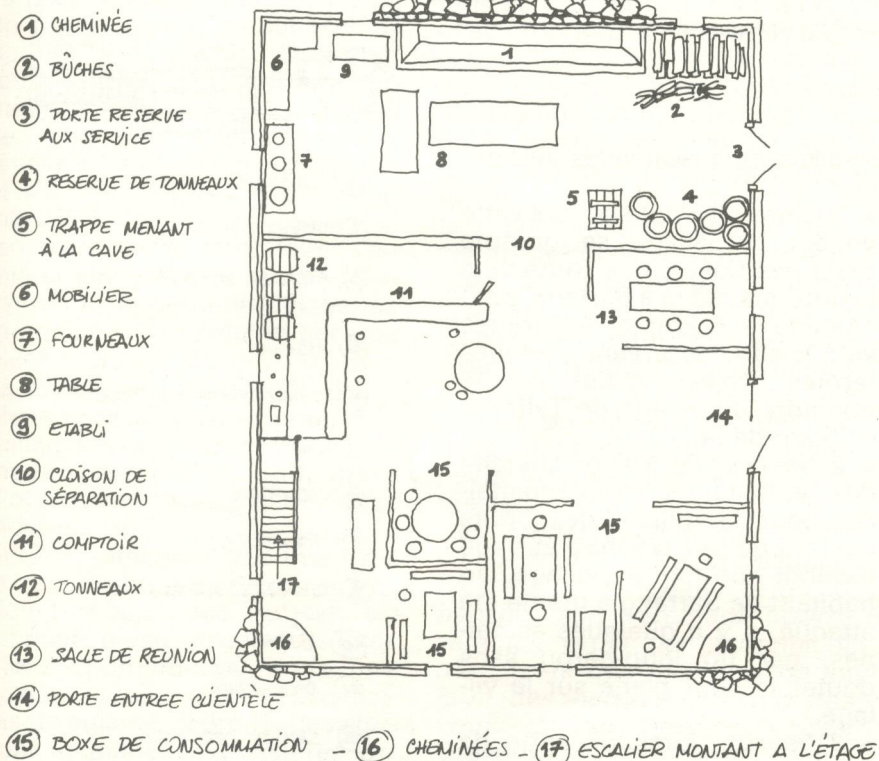 1 CHEMINÉE
2 BÛCHES
3 PORTE RESERVE
AUX SERVICE
4 RESERVE DE TONNEAUX
5 TRAPPE MENANT
À LA CAVE
6 MOBILIER
7 FOURNEAUX
8 TABLE
9 ETABLI
10 CLOISON DE
SÉPARATION
11 COMPTOIR
12 TONNEAUX
13 SALLE DE REUNION
14 PORTE ENTREE CLIENTÈLE
15 BOXE DE CONSOMMATION - 16 CHEMINÉES - 17 ESCALIER MONTANT A L'ÉTAGE
1
6
9
2
7
8
3
5
4
10
12
11
13
14
15
15
17
16
15
16